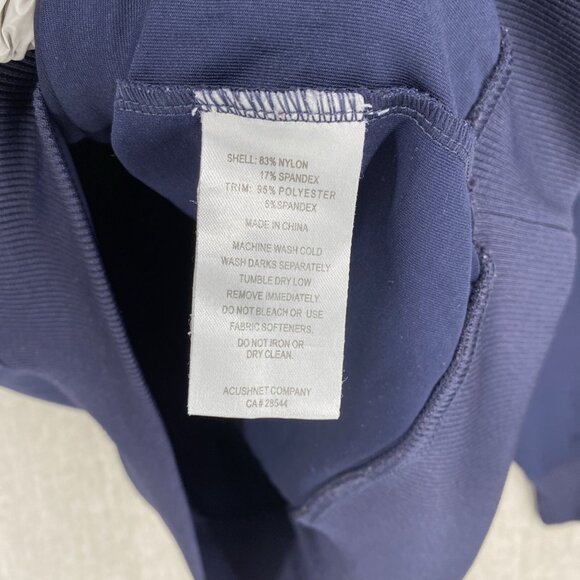 SHELL: 83% NYLON
17% SPANDEX
TRIM: 95% POLYESTER
5%SPANDEX
MADE IN CHINA
MACHINE WASH COLD
WASH DARKS SEPARATELY
TUMBLE DRY LOW
REMOVE IMMEDIATELY
DO NOT BLEACH OR USE
FABRIC SOFTENERS.
DO NOT IRON OR
DRY CLEAN.
ACUSHNET COMPANY
CA# 28544